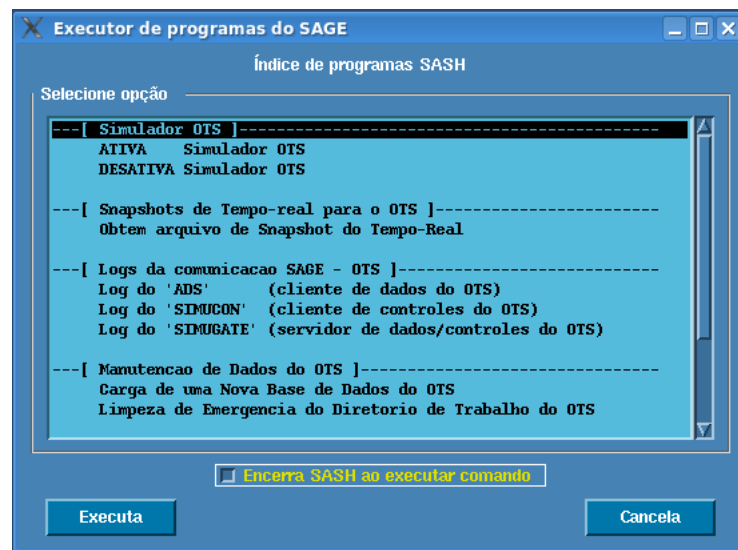 Executor de programas do SAGE
Índice de programas SASH
Selecione opção
---[ Simulador OTS ]--------------------------------------------
ATIVA    Simulador OTS
DESATIVA Simulador OTS
---[ Snapshots de Tempo-real para o OTS ]-----------------------
Obtem arquivo de Snapshot do Tempo-Real
---[ Logs da comunicacao SAGE - OTS ]---------------------------
Log do 'ADS'      (cliente de dados do OTS)
Log do 'SIMUCON'  (cliente de controles do OTS)
Log do 'SIMUGATE' (servidor de dados/controles do OTS)
---[ Manutencao de Dados do OTS ]-------------------------------
Carga de uma Nova Base de Dados do OTS
Limpeza de Emergencia do Diretorio de Trabalho do OTS
Encerra SASH ao executar comando
Executa Cancela